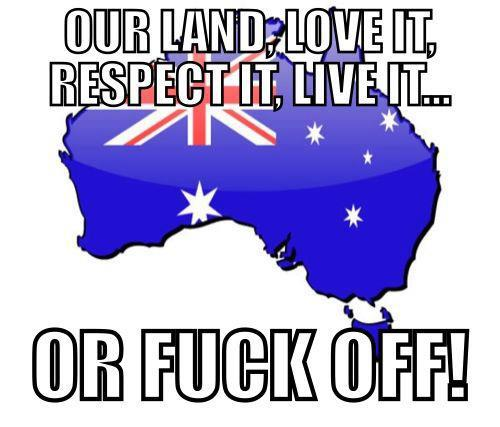 OUR LAND, LOVE IT,
RESPECT IT, LIVE IT...
OR FUCK OFF!